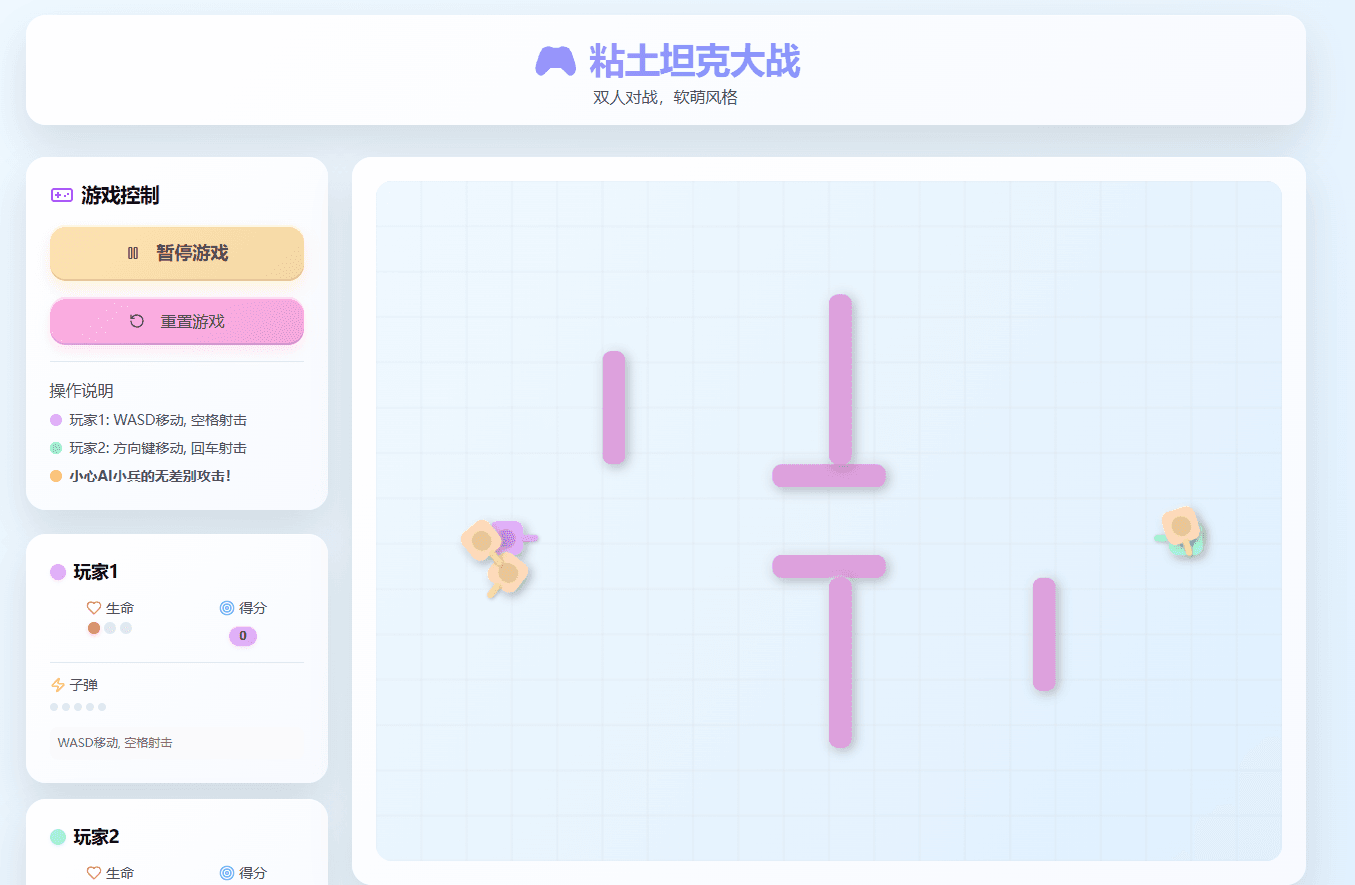 粘土坦克大战
双人对战，软萌风格
游戏控制
暂停游戏
重置游戏
操作说明
玩家1: WASD移动, 空格射击
玩家2: 方向键移动, 回车射击
小心AI小兵的无差别攻击!
玩家1
生命
得分
0
子弹
WASD移动, 空格射击
玩家2
生命
得分